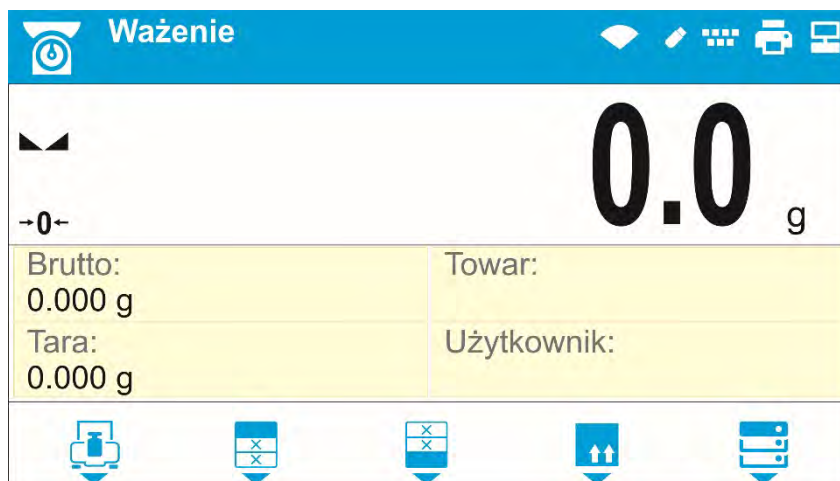 Ważenie
0.0 g
→0←
Brutto:
0.000 g
Towar:
Tara:
0.000 g
Użytkownik: